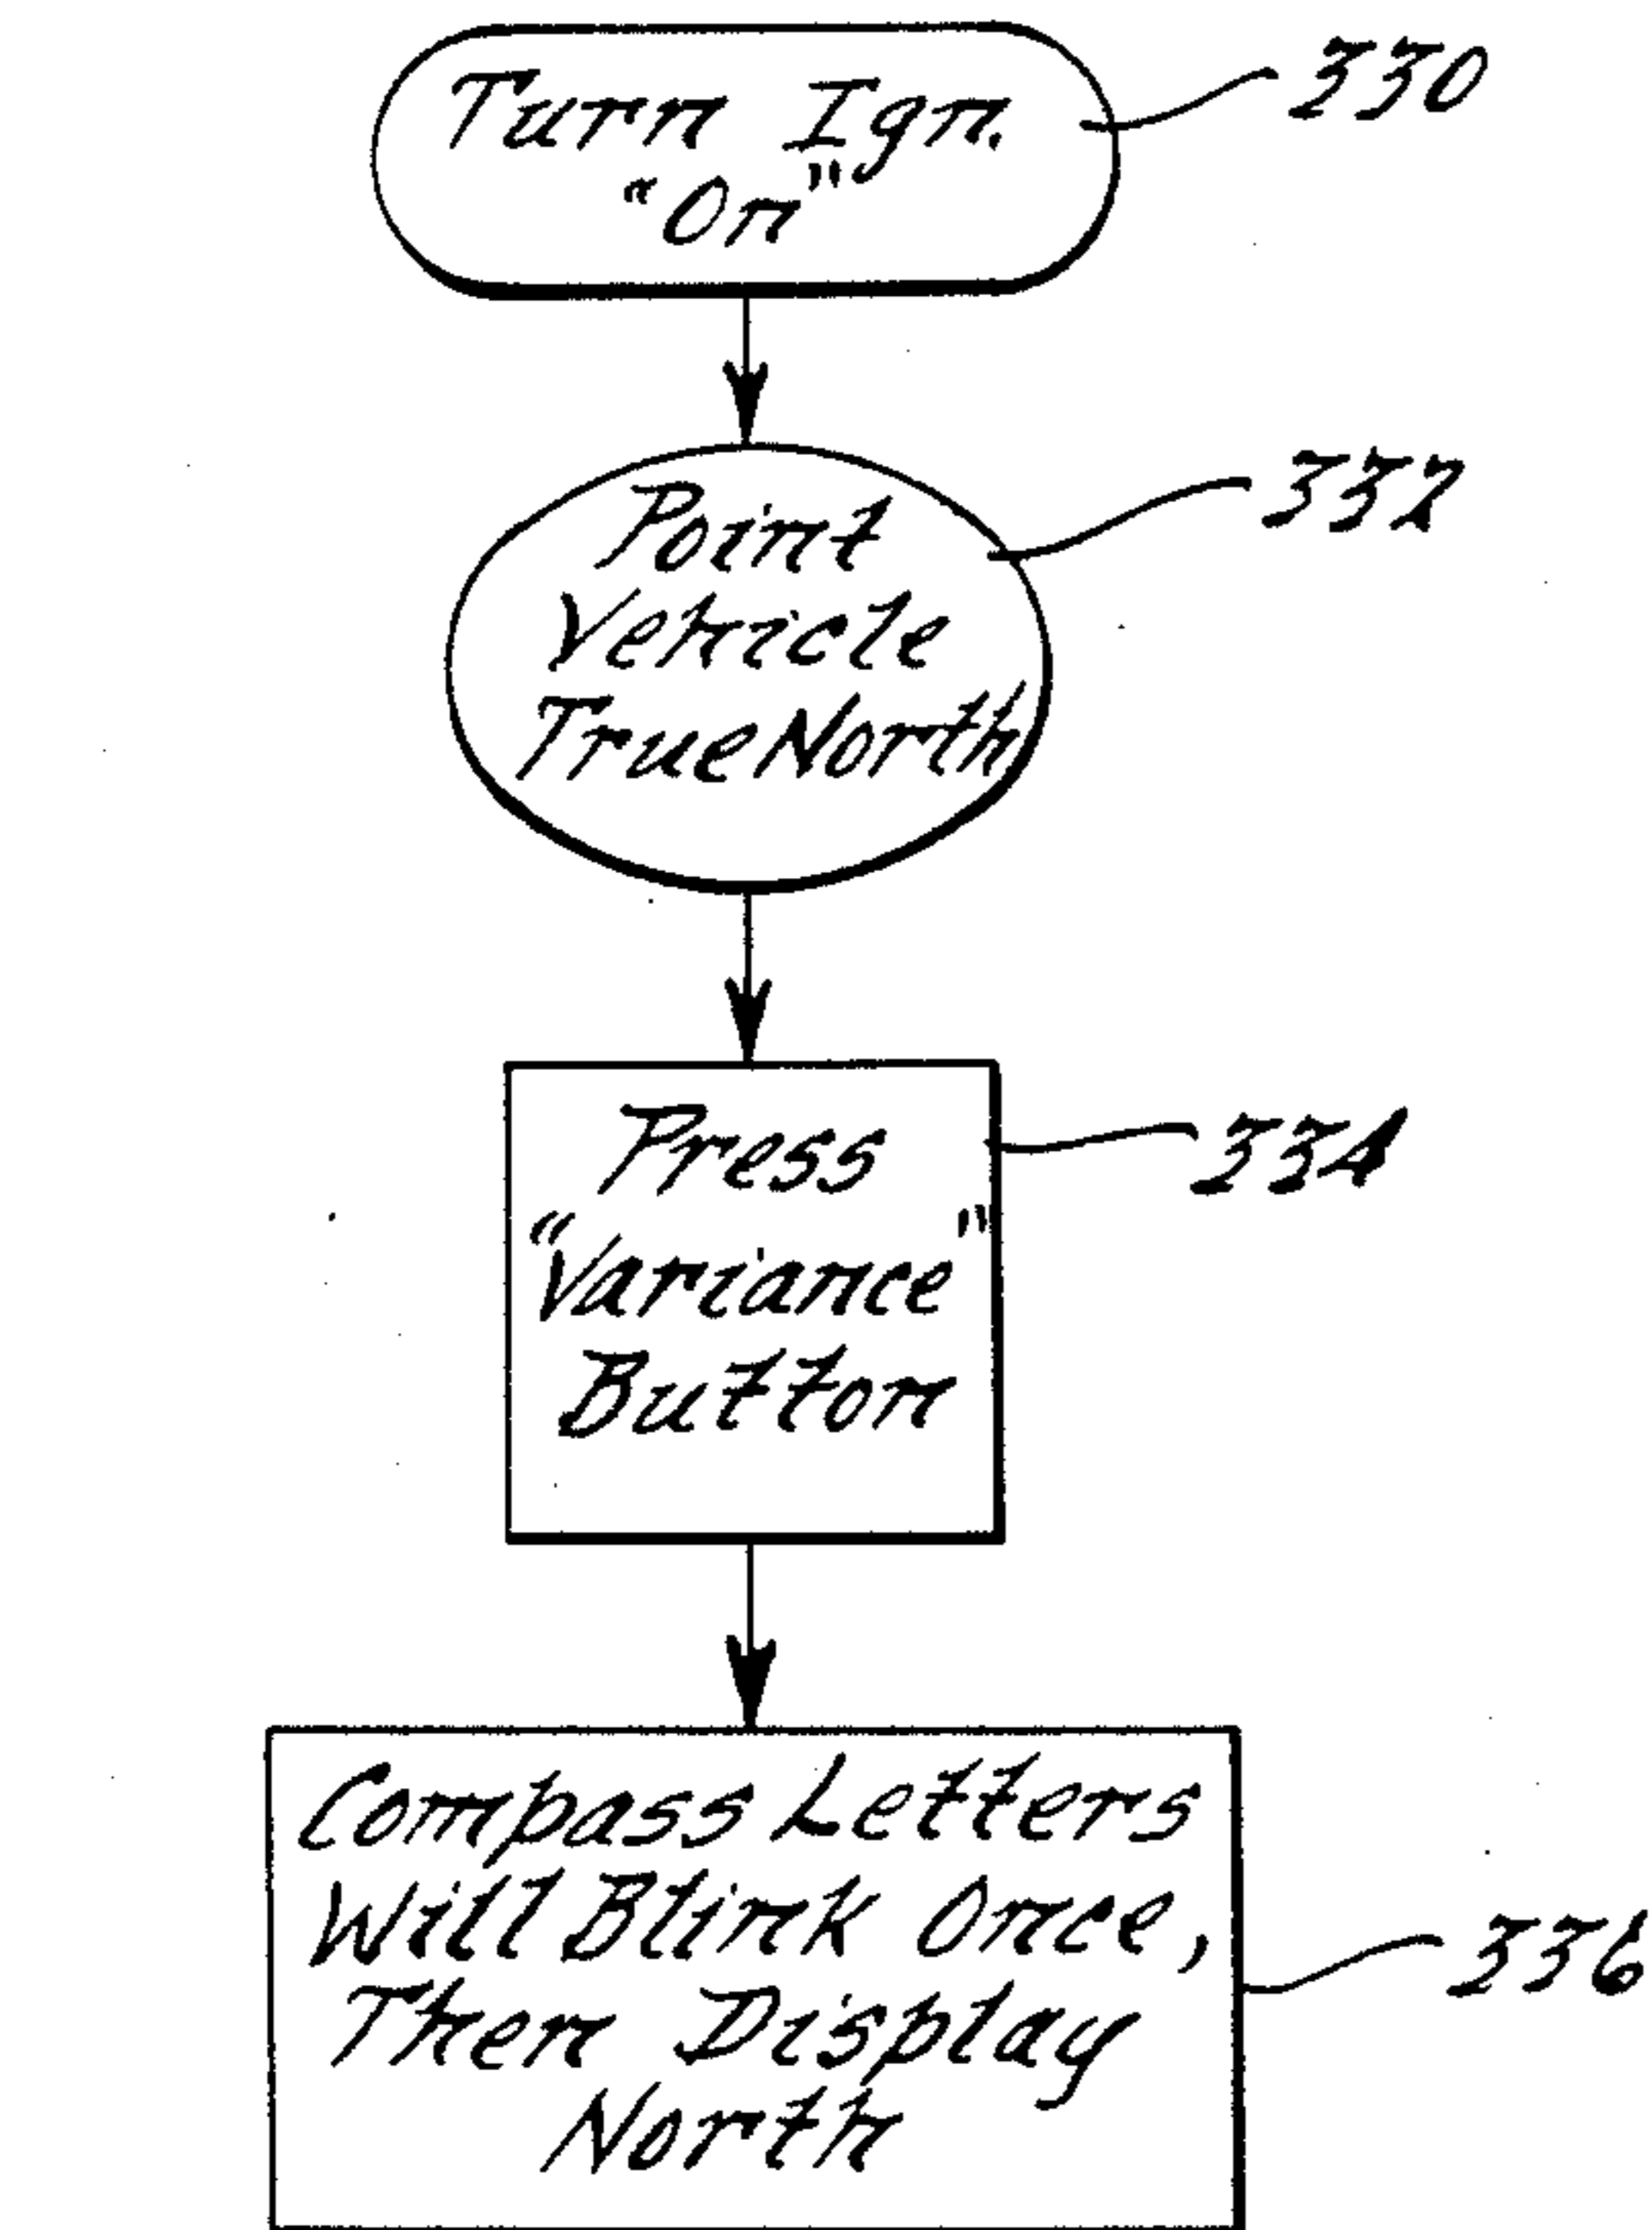 Turn Ign. 330
"On"
Point 332
Vehicle
True North
Press 334
"Variance"
Button
Compass Letters
Will Blink Once, 336
Then Display
North